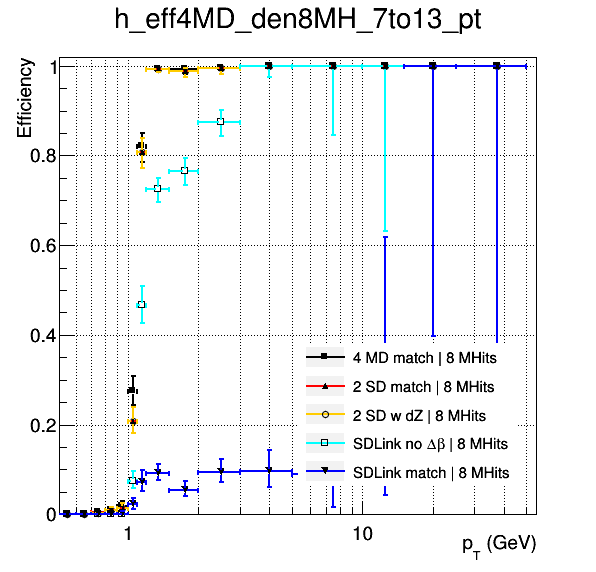 h_eff4MD_den8MH_7to13_pt
Efficiency
1
0.8
0.6
0.4
0.2
0
4 MD match | 8 MHits
2 SD match | 8 MHits
2 SD w dZ | 8 MHits
SDLink no Δβ | 8 MHits
SDLink match | 8 MHits
1
10
p_T (GeV)